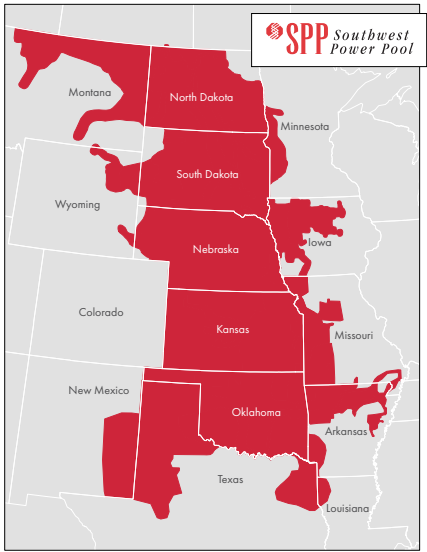 SPP Southwest
Power Pool
Montana
North Dakota
Minnesota
South Dakota
Wyoming
Iowa
Nebraska
Colorado
Kansas
Missouri
New Mexico
Oklahoma
Arkansas
Texas
Louisiana